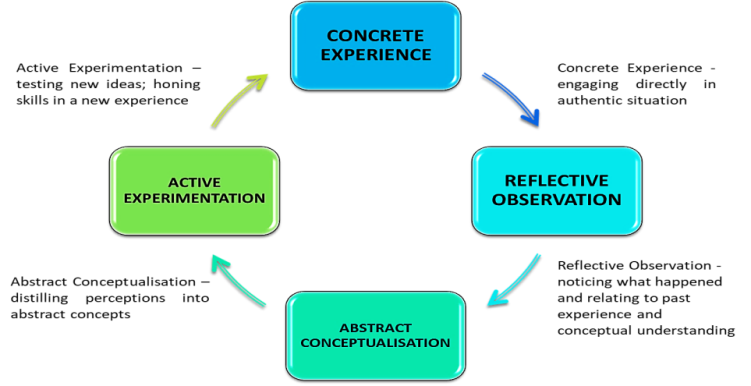 CONCRETE
EXPERIENCE
Active Experimentation –
testing new ideas; honing
skills in a new experience
Concrete Experience -
engaging directly in
authentic situation
ACTIVE
EXPERIMENTATION
REFLECTIVE
OBSERVATION
Abstract Conceptualisation –
distilling perceptions into
abstract concepts
Reflective Observation -
noticing what happened
and relating to past
experience and
conceptual understanding
ABSTRACT
CONCEPTUALISATION